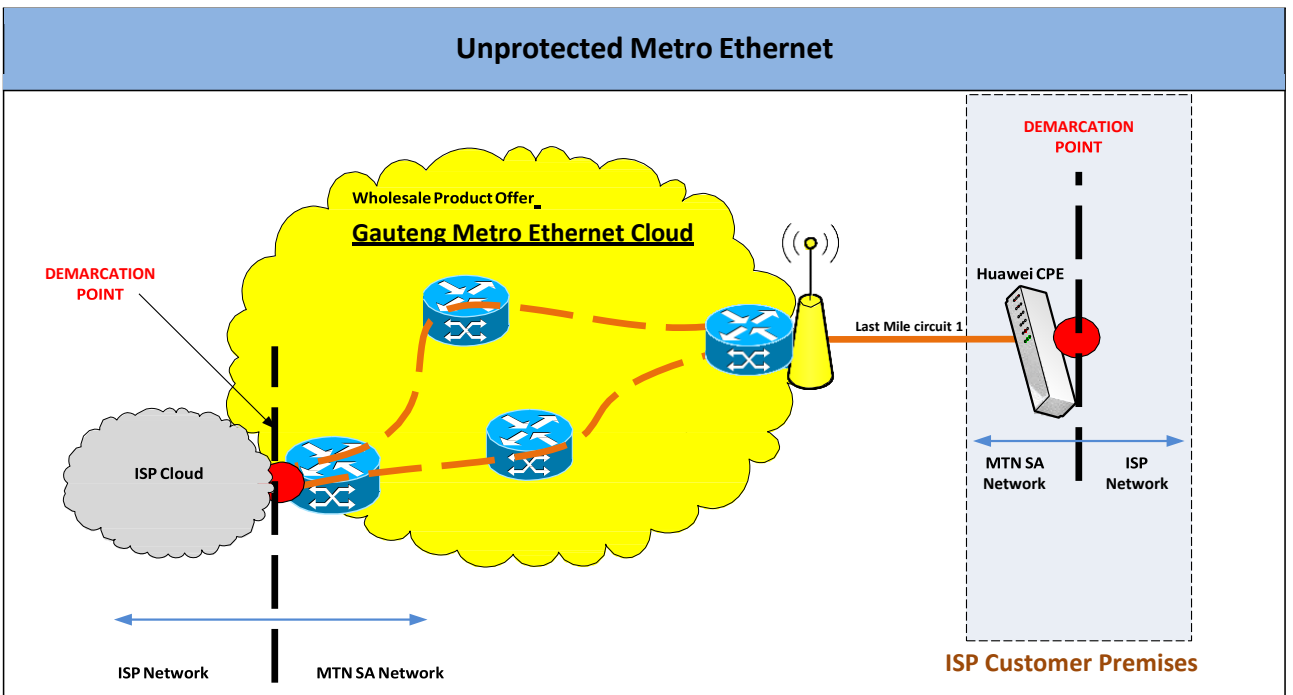 Unprotected Metro Ethernet
DEMARCATION
POINT
Wholesale Product Offer
Gauteng Metro Ethernet Cloud
DEMARCATION
POINT
Huawei CPE
Last Mile circuit 1
ISP Cloud
MTN SA
Network
ISP
Network
ISP Network
MTN SA Network
ISP Customer Premises